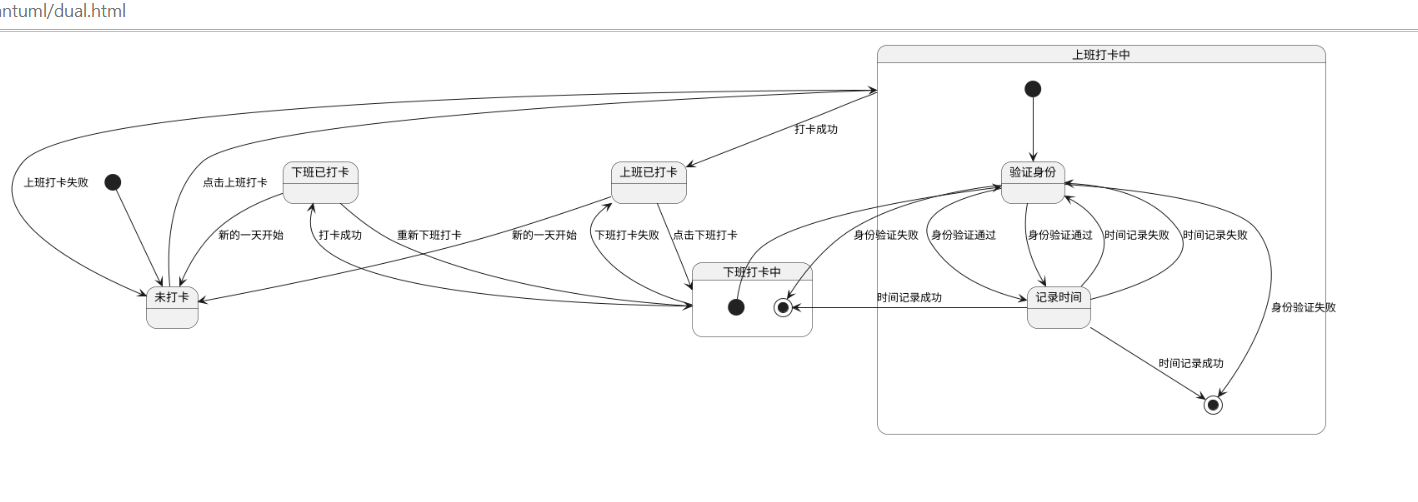 antuml/dual.html
上班打卡中
打卡成功
上班打卡失败
点击上班打卡
下班已打卡
上班已打卡
验证身份
新的一天开始
打卡成功
重新下班打卡
新的一天开始
下班打卡失败
点击下班打卡
身份验证失败
身份验证通过
身份验证通过
时间记录失败
时间记录失败
下班打卡中
未打卡
时间记录成功
记录时间
身份验证失败
时间记录成功